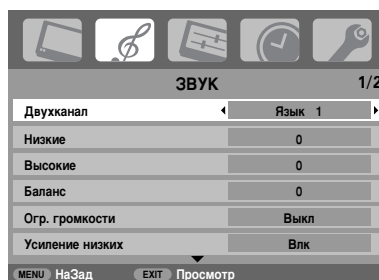 ЗВУК 1/2
Двухканал Язык 1
Низкие 0
Высокие 0
Баланс 0
Огр. громкости Выкл
Усиление низких Влк
MENU НаЗад EXIT Просмотр